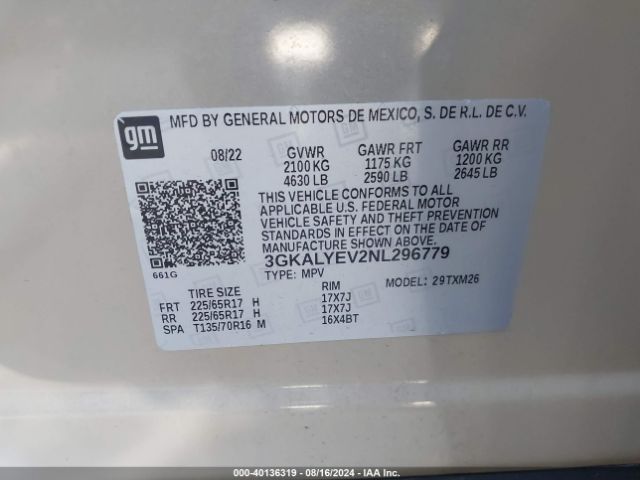 gm
MFD BY GENERAL MOTORS DE MEXICO, S. DE R.L. DE C.V.
08/22 GVWR GAWR FRT GAWR RR
2100 KG 1175 KG 1200 KG
4630 LB 2590 LB 2645 LB
THIS VEHICLE CONFORMS TO ALL
APPLICABLE U.S. FEDERAL MOTOR
VEHICLE SAFETY AND THEFT PREVENTION
STANDARDS IN EFFECT ON THE DATE OF
MANUFACTURE SHOWN ABOVE.
3GKALYEV2NL296779
661G
TYPE: MPV MODEL: 29TXM26
TIRE SIZE RIM
FRT 225/65R17 H 17X7J
RR 225/65R17 H 17X7J
SPA T135/70R16 M 16X4BT
Copart 40136319 - 08/16/2024 - IAA Inc.